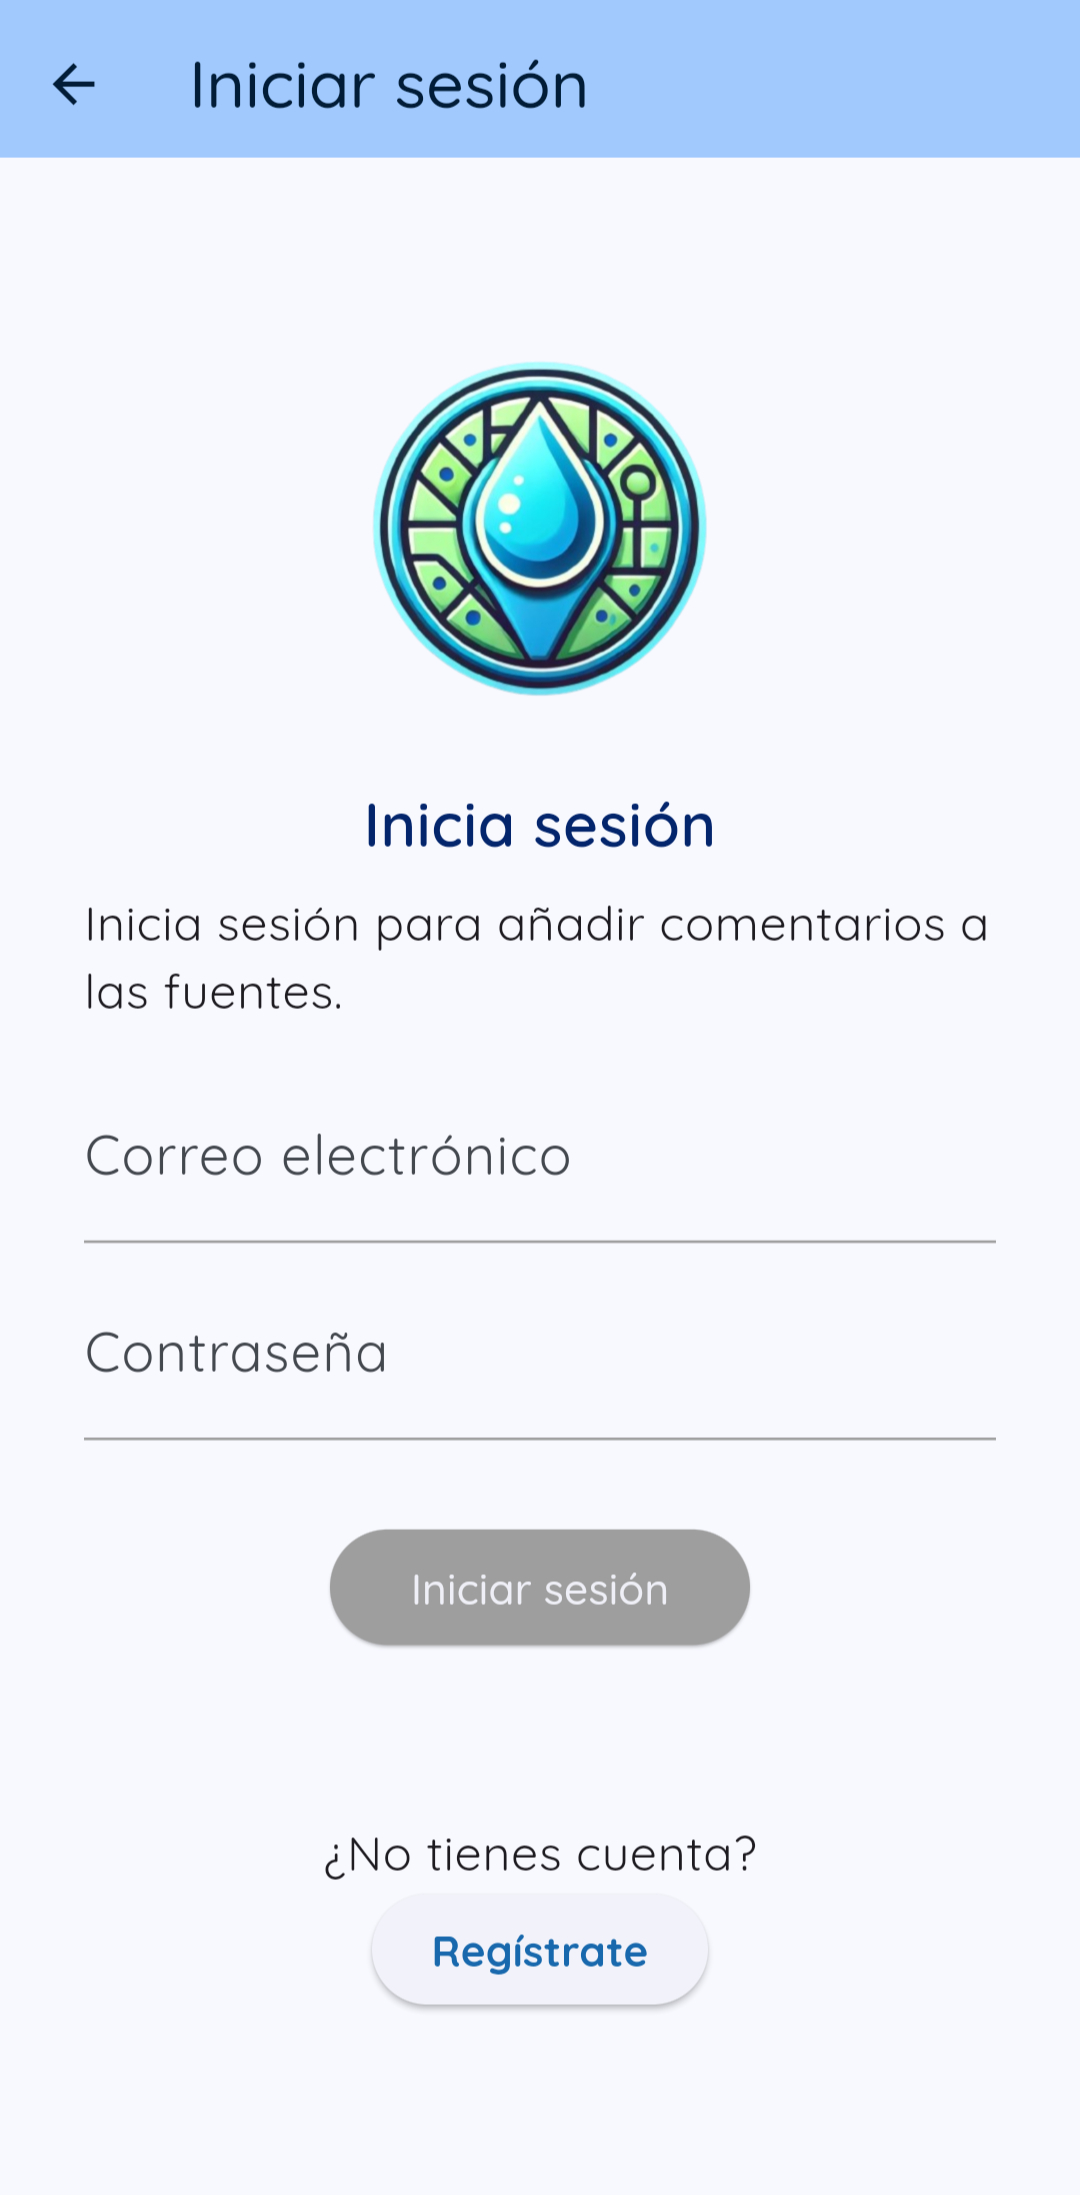 Iniciar sesión
Inicia sesión
Inicia sesión para añadir comentarios a
las fuentes.
Correo electrónico
Contraseña
Iniciar sesión
¿No tienes cuenta?
Regístrate